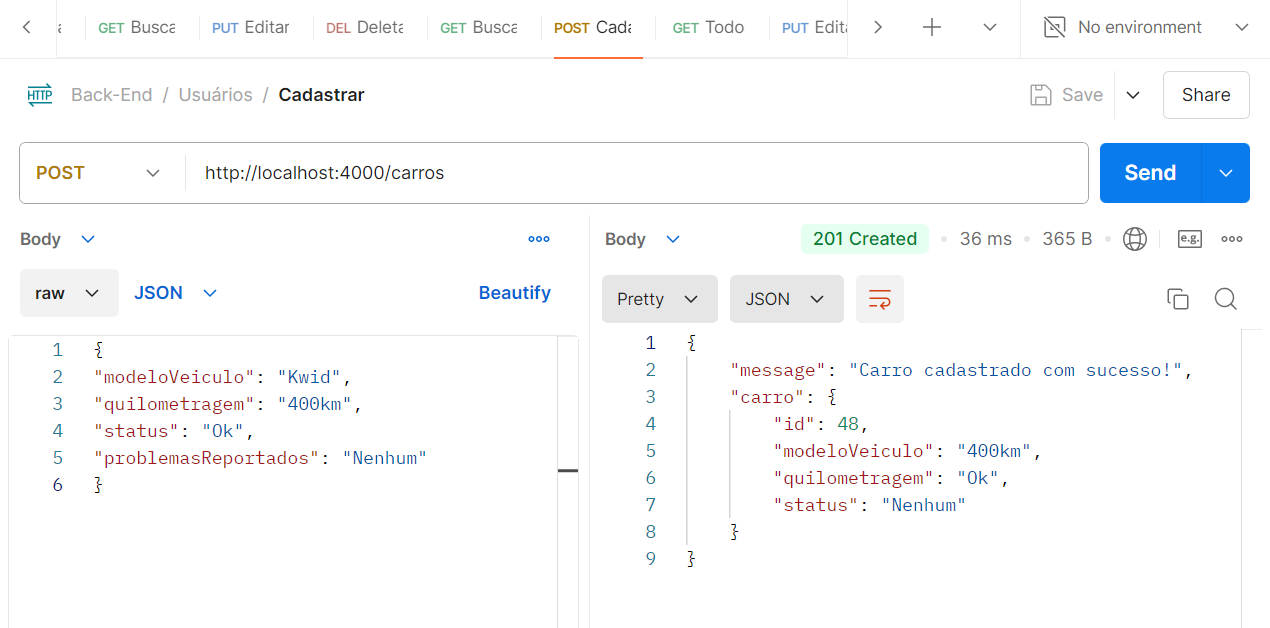 GET Busca PUT Editar DEL Deleta GET Busca POST Cada GET Todo PUT Edit No environment
HTTP Back-End / Usuários / Cadastrar Save Share
POST http://localhost:4000/carros Send
Body
raw JSON Beautify
1 {
2 "modeloVeiculo": "Kwid",
3 "quilometragem": "400km",
4 "status": "Ok",
5 "problemasReportados": "Nenhum"
6 }
Body 201 Created 36 ms 365 B e.g.
Pretty JSON
1 {
2 "message": "Carro cadastrado com sucesso!",
3 "carro": {
4 "id": 48,
5 "modeloVeiculo": "400km",
6 "quilometragem": "Ok",
7 "status": "Nenhum"
8 }
9 }